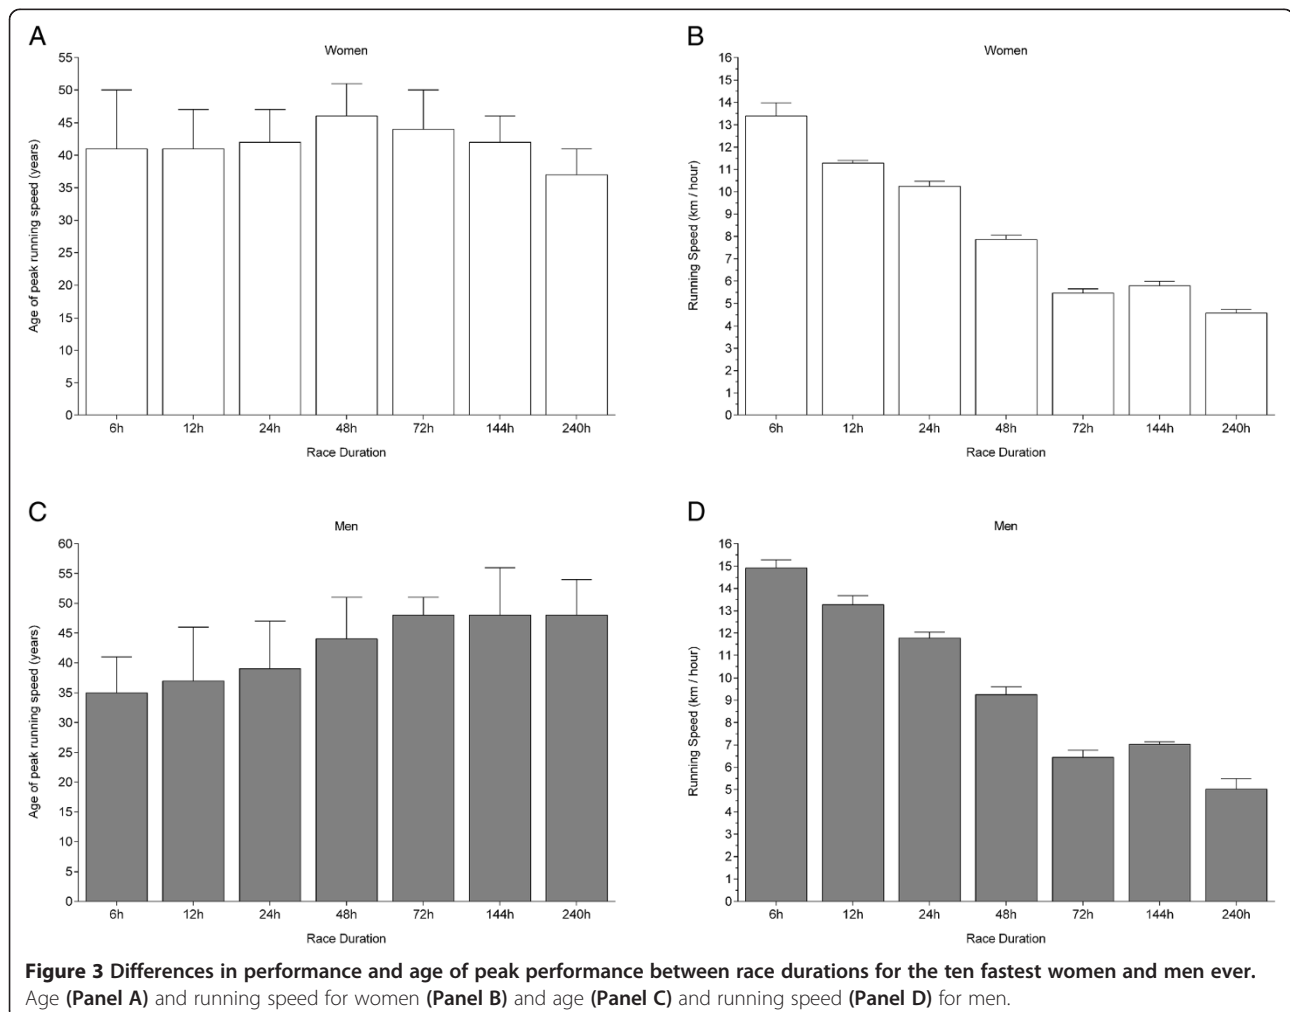 A
Women
55
50
45
40
35
30
25
20
15
10
5
0
Age of peak running speed (years)
6h 12h 24h 48h 72h 144h 240h
Race Duration
B
Women
16
15
14
13
12
11
10
9
8
7
6
5
4
3
2
1
0
Running Speed (km / hour)
6h 12h 24h 48h 72h 144h 240h
Race Duration
C
Men
60
55
50
45
40
35
30
25
20
15
10
5
0
Age of peak running speed (years)
6h 12h 24h 48h 72h 144h 240h
Race Duration
D
Men
16
15
14
13
12
11
10
9
8
7
6
5
4
3
2
1
0
Running Speed (km / hour)
6h 12h 24h 48h 72h 144h 240h
Race Duration
Figure 3 Differences in performance and age of peak performance between race durations for the ten fastest women and men ever.
Age (Panel A) and running speed for women (Panel B) and age (Panel C) and running speed (Panel D) for men.